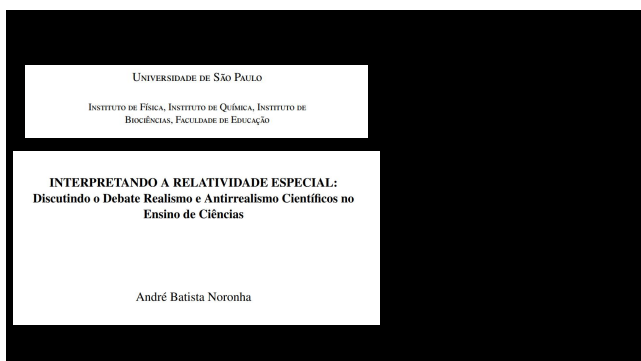 Universidade de São Paulo
Instituto de Física, Instituto de Química, Instituto de
Biociências, Faculdade de Educação
INTERPRETANDO A RELATIVIDADE ESPECIAL:
Discutindo o Debate Realismo e Antirrealismo Científicos no
Ensino de Ciências
André Batista Noronha